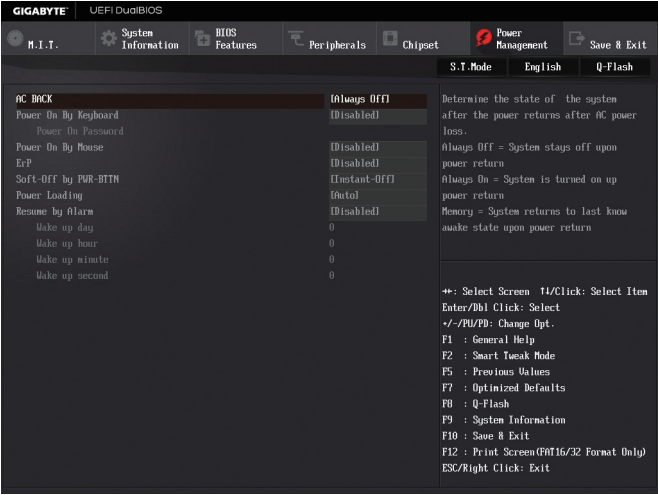 GIGABYTE™ UEFI DualBIOS
M.I.T.
System Information
BIOS Features
Peripherals
Chipset
Power Management
Save & Exit
S.T.Mode English Q-Flash
AC BACK [Always Off]
Power On By Keyboard [Disabled]
Power On Password
Power On By Mouse [Disabled]
ErP [Disabled]
Soft-Off by PWR-BTTN [Instant-Off]
Power Loading [Auto]
Resume by Alarm [Disabled]
Wake up day 0
Wake up hour 0
Wake up minute 0
Wake up second 0
Determine the state of the system
after the power returns after AC power
loss.
Always Off = System stays off upon
power return
Always On = System is turned on up
power return
Memory = System returns to last know
awake state upon power return
→←: Select Screen ↑↓/Click: Select Item
Enter/Dbl Click: Select
+/-/PU/PD: Change Opt.
F1 : General Help
F2 : Smart Tweak Mode
F5 : Previous Values
F7 : Optimized Defaults
F8 : Q-Flash
F9 : System Information
F10 : Save & Exit
F12 : Print Screen(FAT16/32 Format Only)
ESC/Right Click: Exit